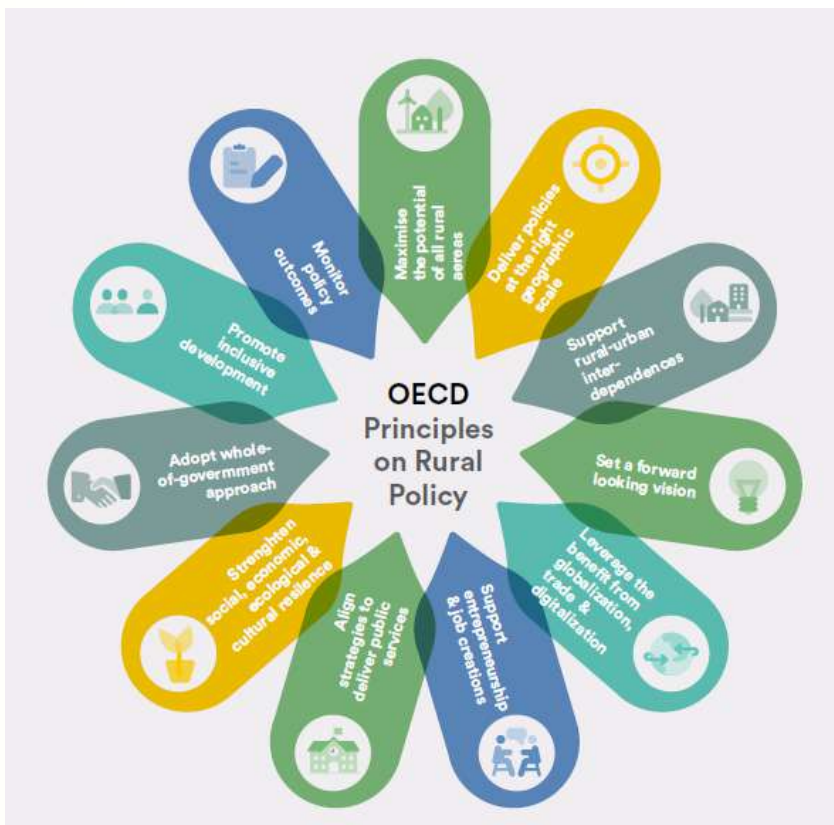 Maximise
the potential
of all rural
aereas
Deliver policies
at the right
geographic
scale
Support
rural-urban
inter-
dependences
Set a forward
looking vision
Leverage the
benefit from
globalization,
trade &
digitalization
Support
entrepreneurship
& job creations
Align
strategies to
deliver public
services
Strenghten
social, economic,
ecological &
cultural resilence
Adopt whole-
of-govermment
approach
Promote
inclusive
development
Monitor
policy
outcomes
OECD
Principles
on Rural
Policy